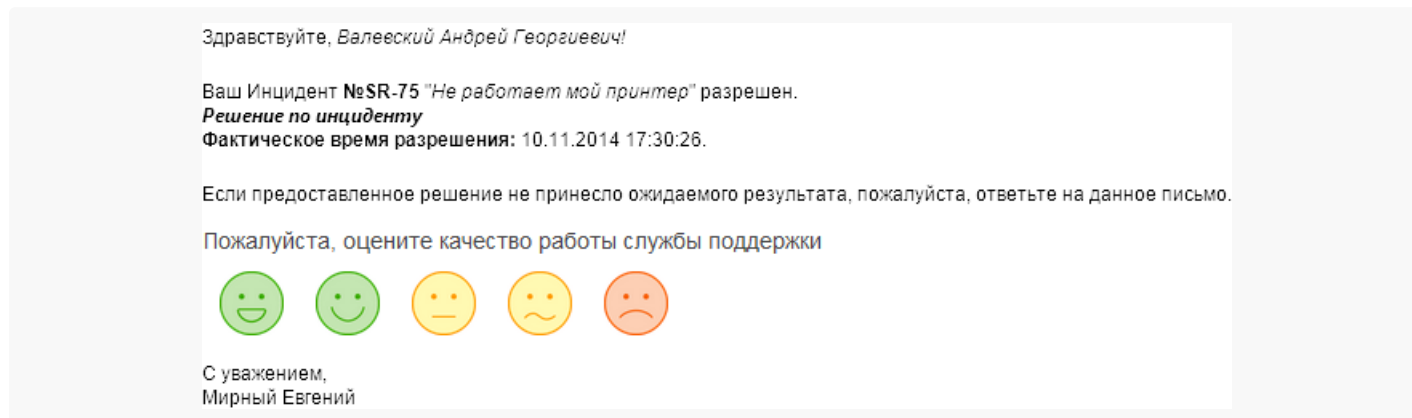 Здравствуйте, Валевский Андрей Георгиевич!
Ваш Инцидент №SR-75 "Не работает мой принтер" разрешен.
Решение по инциденту
Фактическое время разрешения: 10.11.2014 17:30:26.
Если предоставленное решение не принесло ожидаемого результата, пожалуйста, ответьте на данное письмо.
Пожалуйста, оцените качество работы службы поддержки
С уважением,
Мирный Евгений